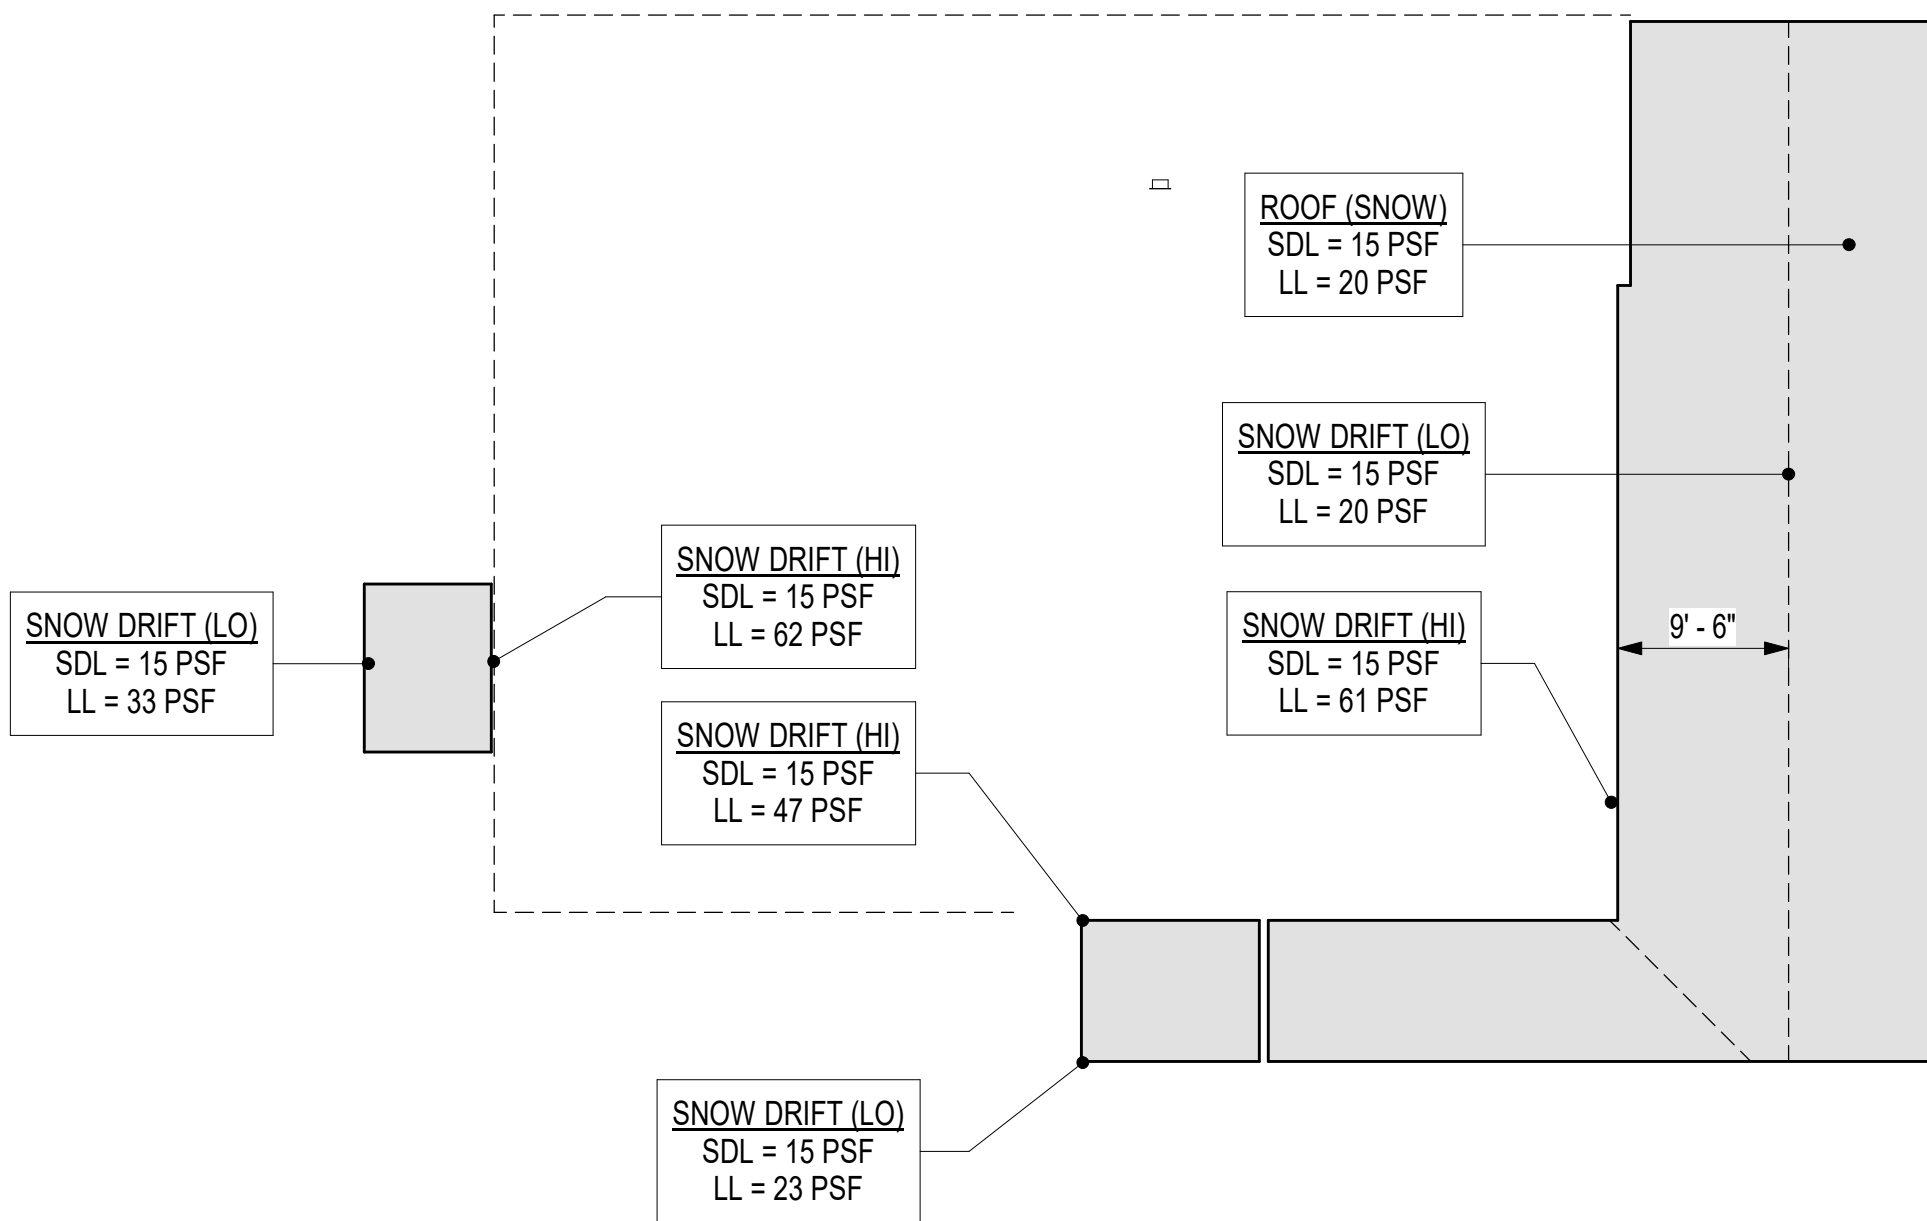 ROOF (SNOW)
SDL = 15 PSF
LL = 20 PSF
SNOW DRIFT (LO)
SDL = 15 PSF
LL = 20 PSF
SNOW DRIFT (HI)
SDL = 15 PSF
LL = 62 PSF
SNOW DRIFT (LO)
SDL = 15 PSF
LL = 33 PSF
SNOW DRIFT (HI)
SDL = 15 PSF
LL = 61 PSF
9' - 6"
SNOW DRIFT (HI)
SDL = 15 PSF
LL = 47 PSF
SNOW DRIFT (LO)
SDL = 15 PSF
LL = 23 PSF